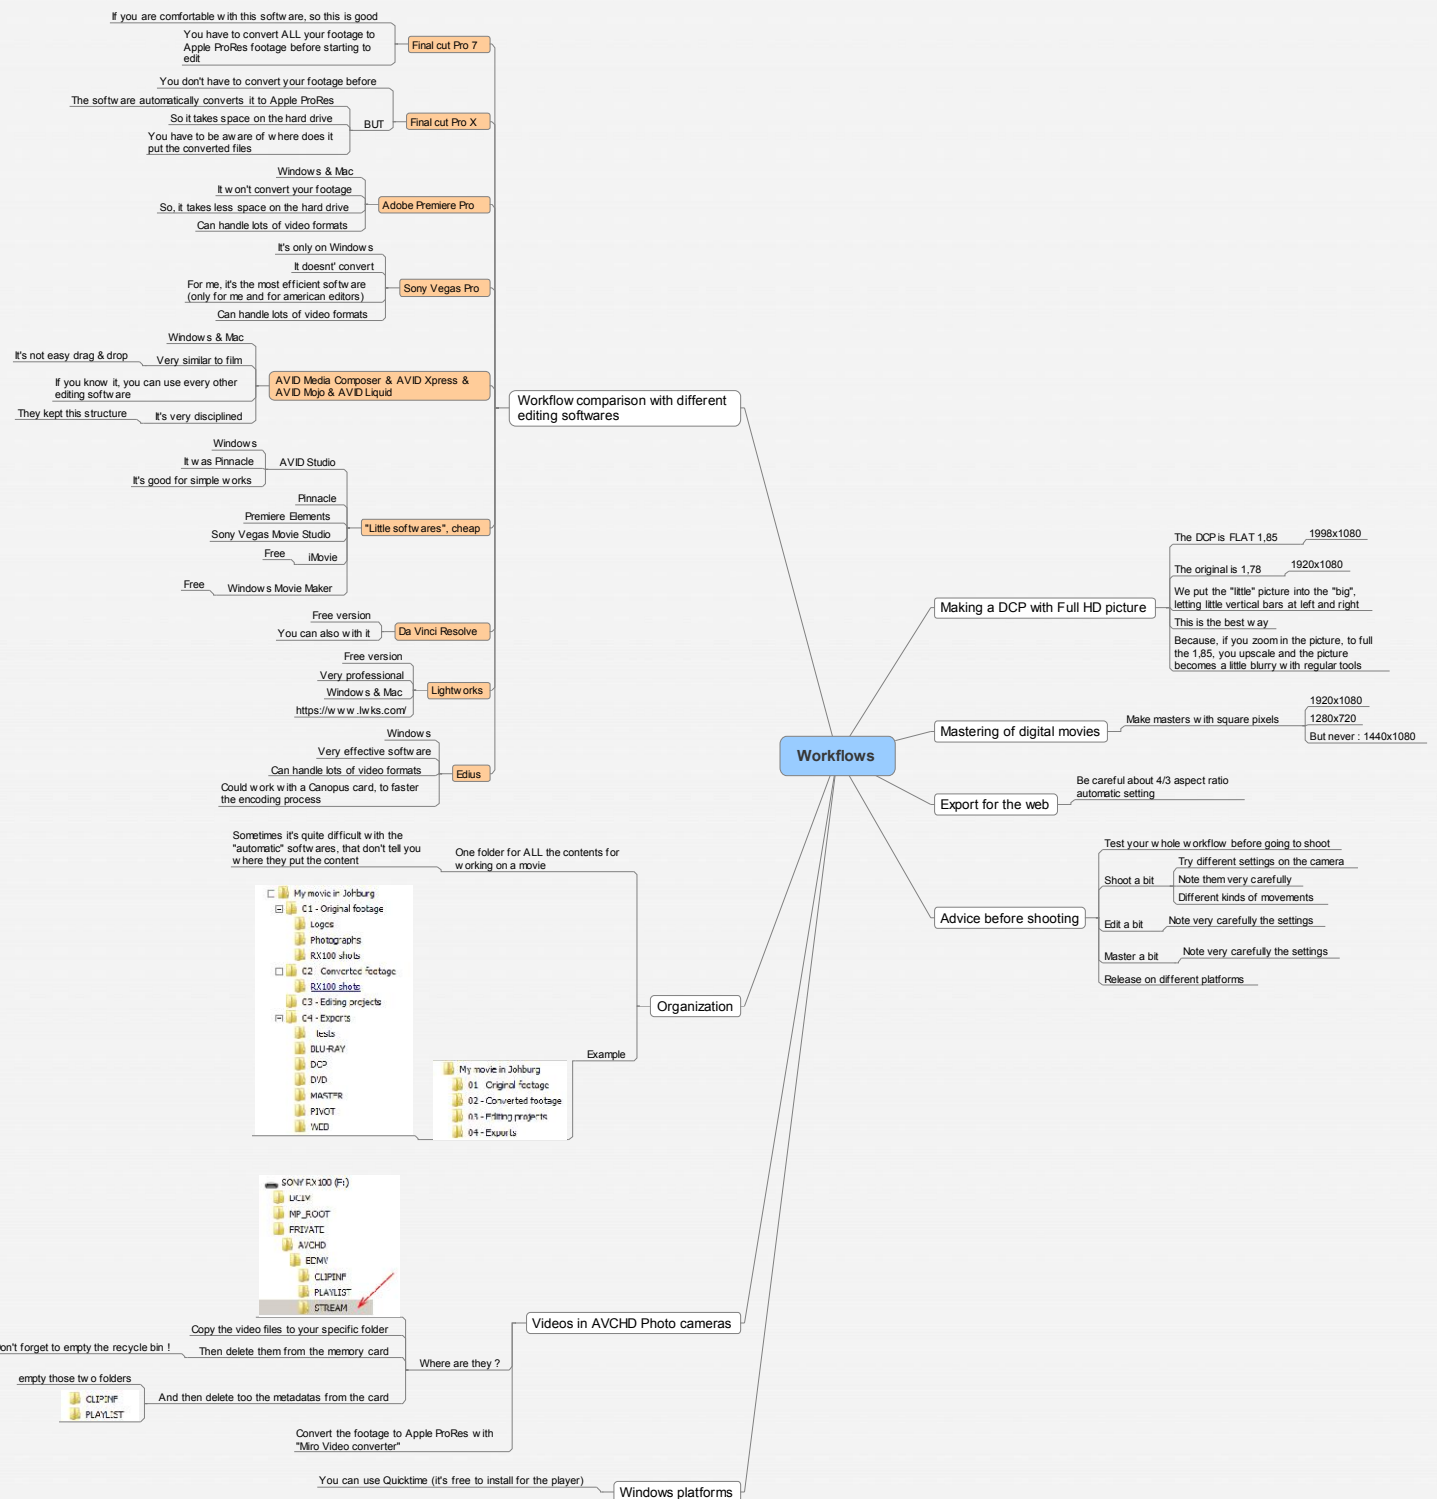 If you are comfortable with this software, so this is good
You have to convert ALL your footage to
Apple ProRes footage before starting to
edit
Final cut Pro 7
You don't have to convert your footage before
The software automatically converts it to Apple ProRes
So it takes space on the hard drive
You have to be aware of where does it
put the converted files
BUT
Final cut Pro X
Windows & Mac
It won't convert your footage
So, it takes less space on the hard drive
Can handle lots of video formats
Adobe Premiere Pro
It's only on Windows
It doesnt' convert
For me, it's the most efficient software
(only for me and for american editors)
Can handle lots of video formats
Sony Vegas Pro
Windows & Mac
It's not easy drag & drop
Very similar to film
If you know it, you can use every other
editing software
They kept this structure
It's very disciplined
AVID Media Composer & AVID Xpress &
AVID Mojo & AVID Liquid
Workflow comparison with different
editing softwares
Windows
It was Pinnacle
It's good for simple works
AVID Studio
Pinnacle
Premiere Elements
Sony Vegas Movie Studio
Free
iMovie
Free
Windows Movie Maker
"Little softwares", cheap
Free version
You can also with it
Da Vinci Resolve
Free version
Very professional
Windows & Mac
https://www.lwks.com/
Lightworks
Windows
Very effective software
Can handle lots of video formats
Could work with a Canopus card, to faster
the encoding process
Edius
Workflows
Making a DCP with Full HD picture
The DCP is FLAT 1,85
1998x1080
The original is 1,78
1920x1080
We put the "little" picture into the "big",
letting little vertical bars at left and right
This is the best way
Because, if you zoom in the picture, to full
the 1,85, you upscale and the picture
becomes a little blurry with regular tools
Mastering of digital movies
Make masters with square pixels
1920x1080
1280x720
But never : 1440x1080
Export for the web
Be careful about 4/3 aspect ratio
automatic setting
Advice before shooting
Test your whole workflow before going to shoot
Shoot a bit
Try different settings on the camera
Note them very carefully
Different kinds of movements
Edit a bit
Note very carefully the settings
Master a bit
Note very carefully the settings
Release on different platforms
Sometimes it's quite difficult with the
"automatic" softwares, that don't tell you
where they put the content
One folder for ALL the contents for
working on a movie
Organization
Example
My movie in Johburg
01 - Original footage
Logos
Photographs
RX100 shots
02 - Converted footage
RX100 shots
03 - Editing projects
04 - Exports
Tests
BLU-RAY
DCP
DVD
MASTER
PIVOT
WEB
My movie in Johburg
01 - Original footage
02 - Converted footage
03 - Editing projects
04 - Exports
SONY RX100 (F:)
DCIM
MP_ROOT
PRIVATE
AVCHD
BDMV
CLIPINF
PLAYLIST
STREAM
Videos in AVCHD Photo cameras
Where are they ?
Copy the video files to your specific folder
Then delete them from the memory card
on't forget to empty the recycle bin !
And then delete too the metadatas from the card
empty those two folders
CLIPINF
PLAYLIST
Convert the footage to Apple ProRes with
"Miro Video converter"
You can use Quicktime (it's free to install for the player)
Windows platforms